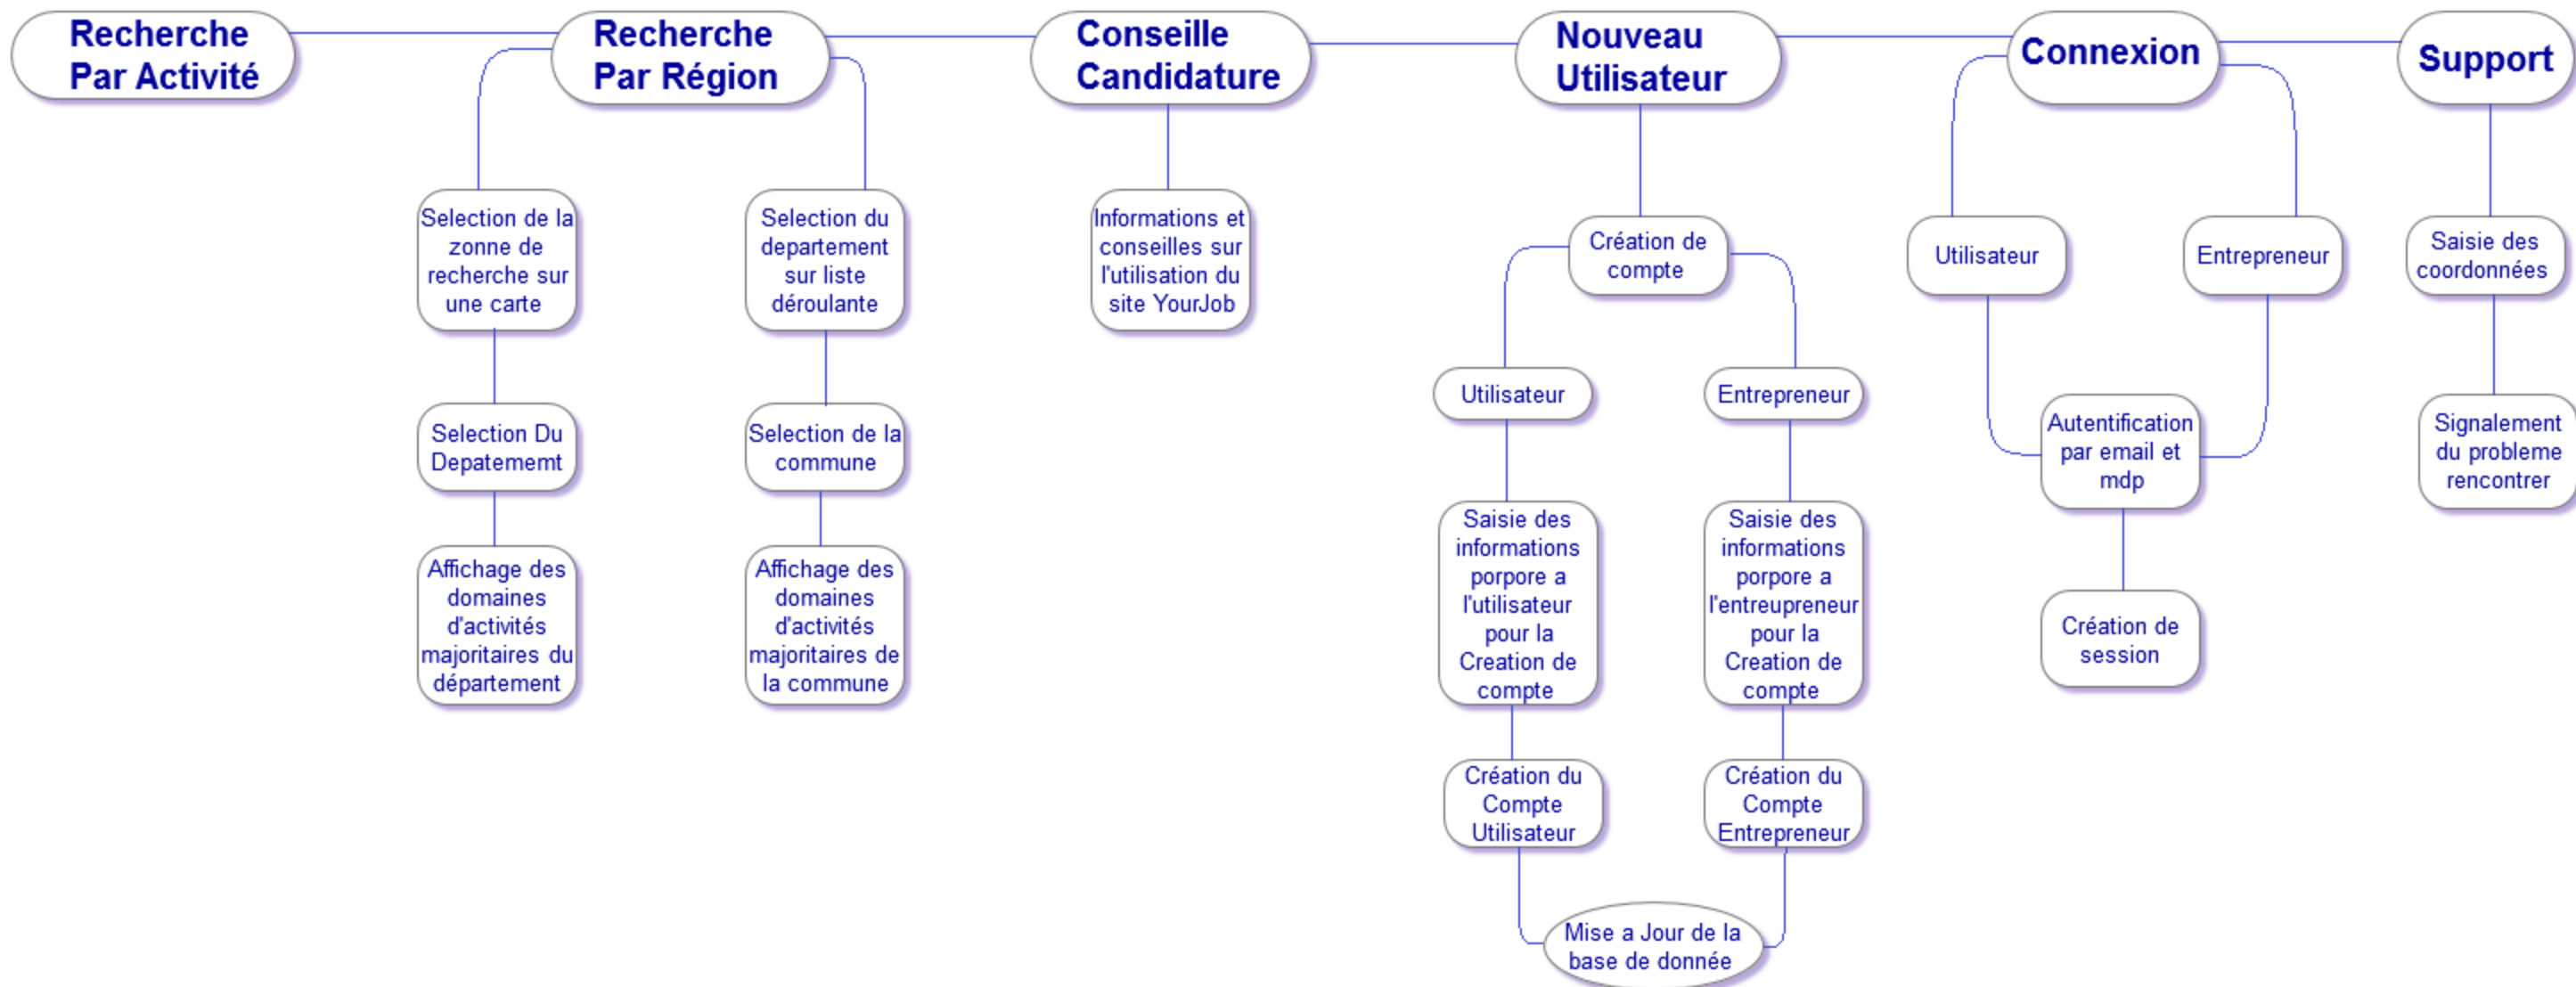 Recherche
Par Activité
Recherche
Par Région
Conseille
Candidature
Nouveau
Utilisateur
Connexion
Support
Selection de la
zonne de
recherche sur
une carte
Selection Du
Depatememt
Affichage des
domaines
d'activités
majoritaires du
département
Selection du
departement
sur liste
déroulante
Selection de la
commune
Affichage des
domaines
d'activités
majoritaires de
la commune
Informations et
conseilles sur
l'utilisation du
site YourJob
Création de
compte
Utilisateur
Saisie des
informations
porpore a
l'utilisateur
pour la
Creation de
compte
Création du
Compte
Utilisateur
Entrepreneur
Saisie des
informations
porpore a
l'entreupreneur
pour la
Creation de
compte
Création du
Compte
Entrepreneur
Mise a Jour de la
base de donnée
Utilisateur
Entrepreneur
Autentification
par email et
mdp
Création de
session
Saisie des
coordonnées
Signalement
du probleme
rencontrer